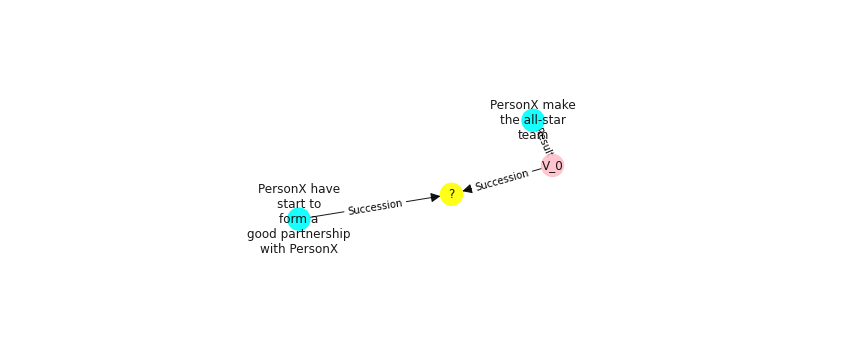 PersonX make
the all-star
team
Result
V_0
Succession
?
Succession
PersonX have
start to
form a
good partnership
with PersonX